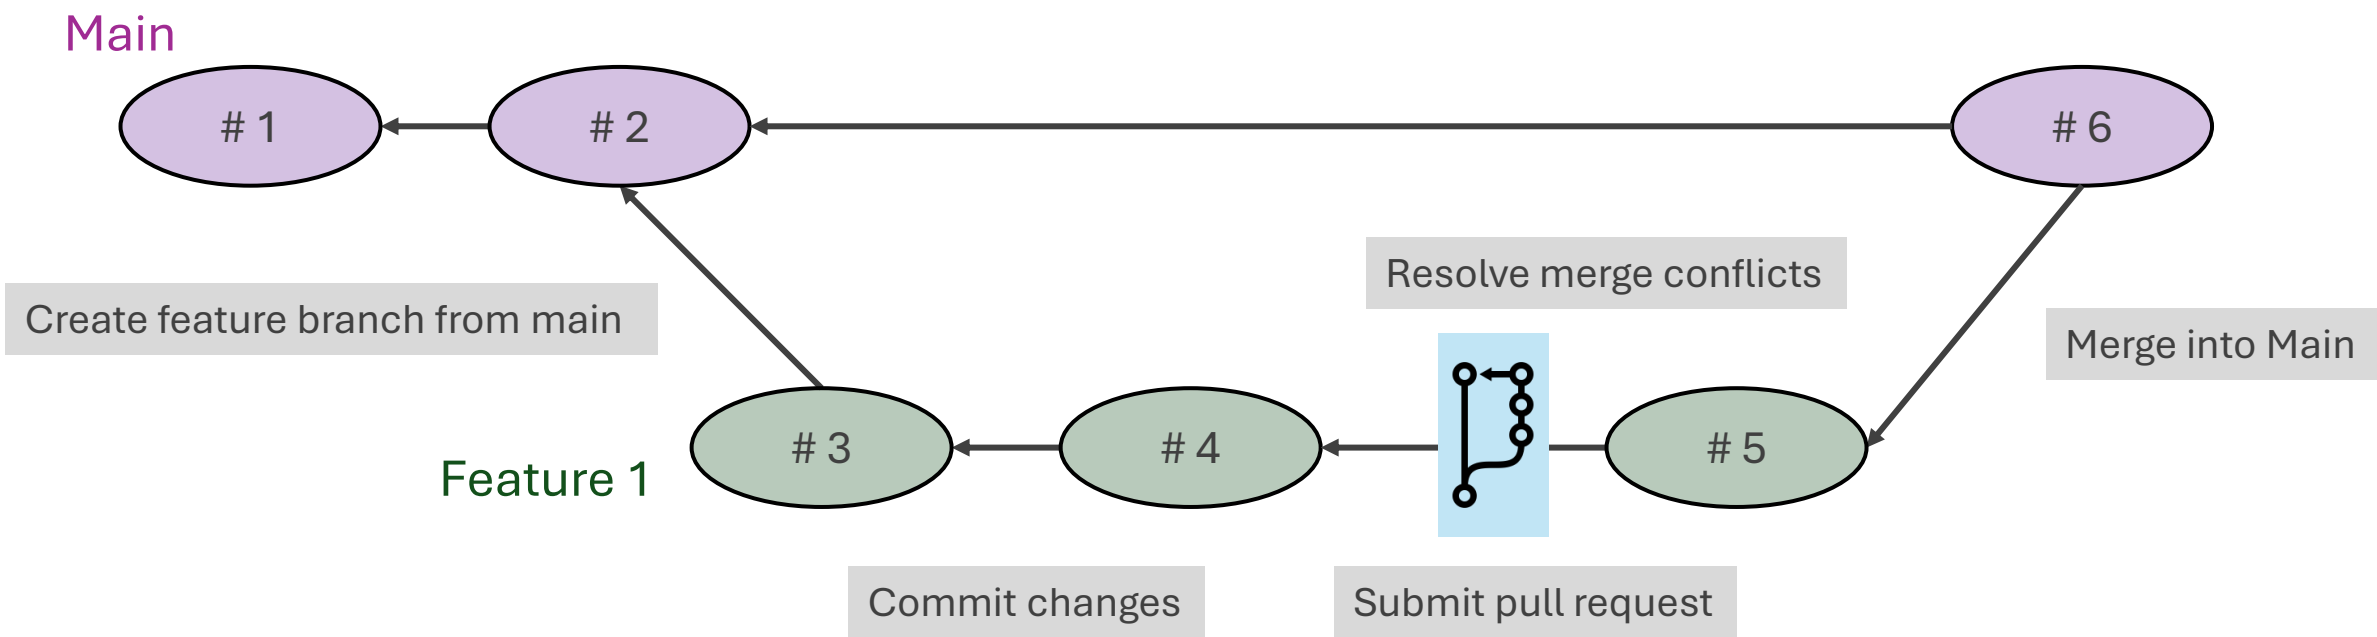 Main
# 1
# 2
# 6
Resolve merge conflicts
Create feature branch from main
Merge into Main
# 3
# 4
# 5
Feature 1
Commit changes
Submit pull request